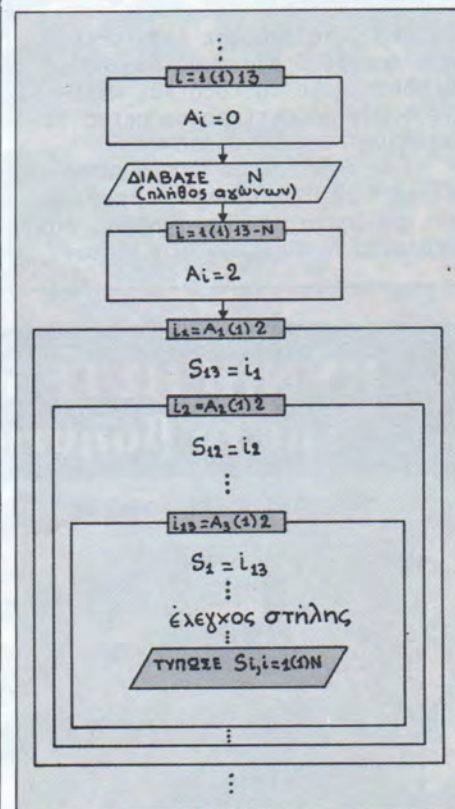 i=1(1)13
Ai=0
ΔΙΑΒΑΣΕ N
(πλήθος αγώνων)
i=1(1)13-N
Ai=2
i₁=A₁(1)2
S₁₃=i₁
i₂=A₂(1)2
S₁₂=i₂
i₁₃=A₃(1)2
S₁=i₁₃
έλεγχος στήλης
ΤΥΠΩΣΕ Si,i=1(1)N